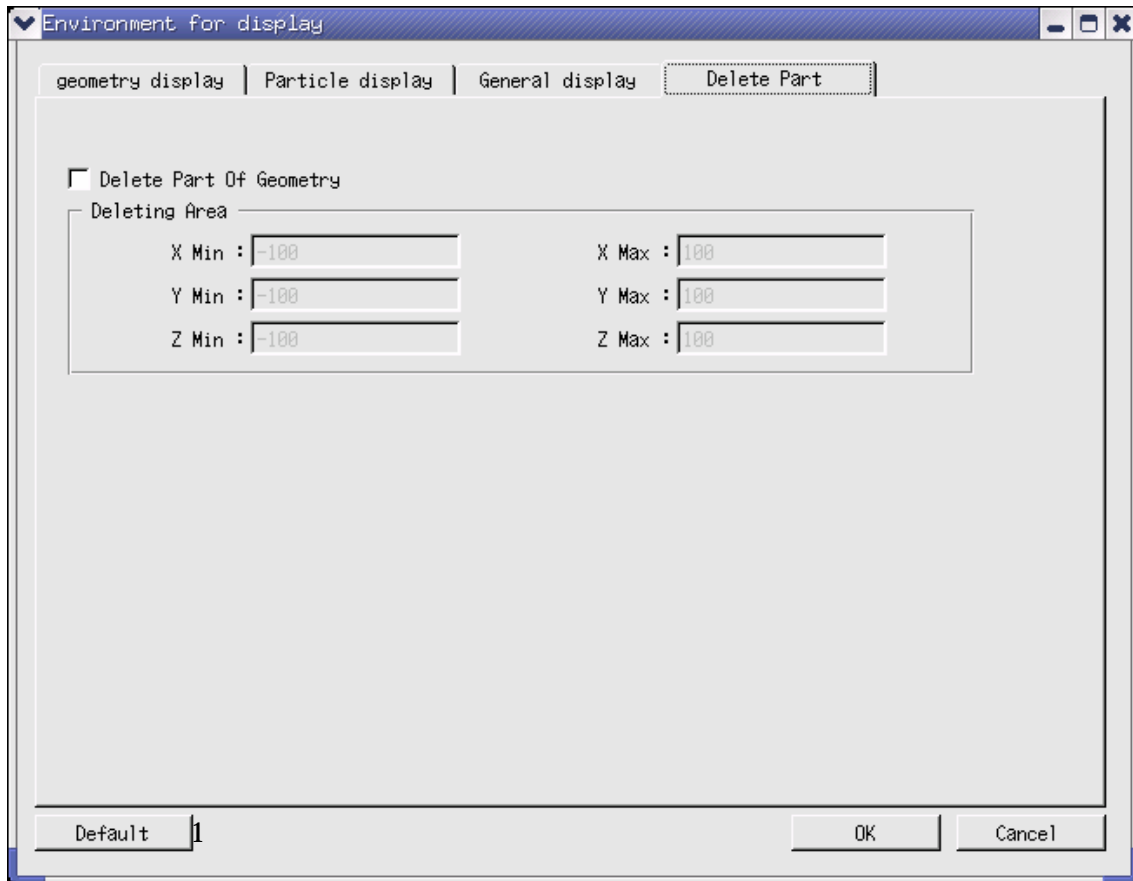 Environment for display
geometry display Particle display General display Delete Part
Delete Part Of Geometry
Deleting Area
X Min : -100 X Max : 100
Y Min : -100 Y Max : 100
Z Min : -100 Z Max : 100
Default 1 OK Cancel